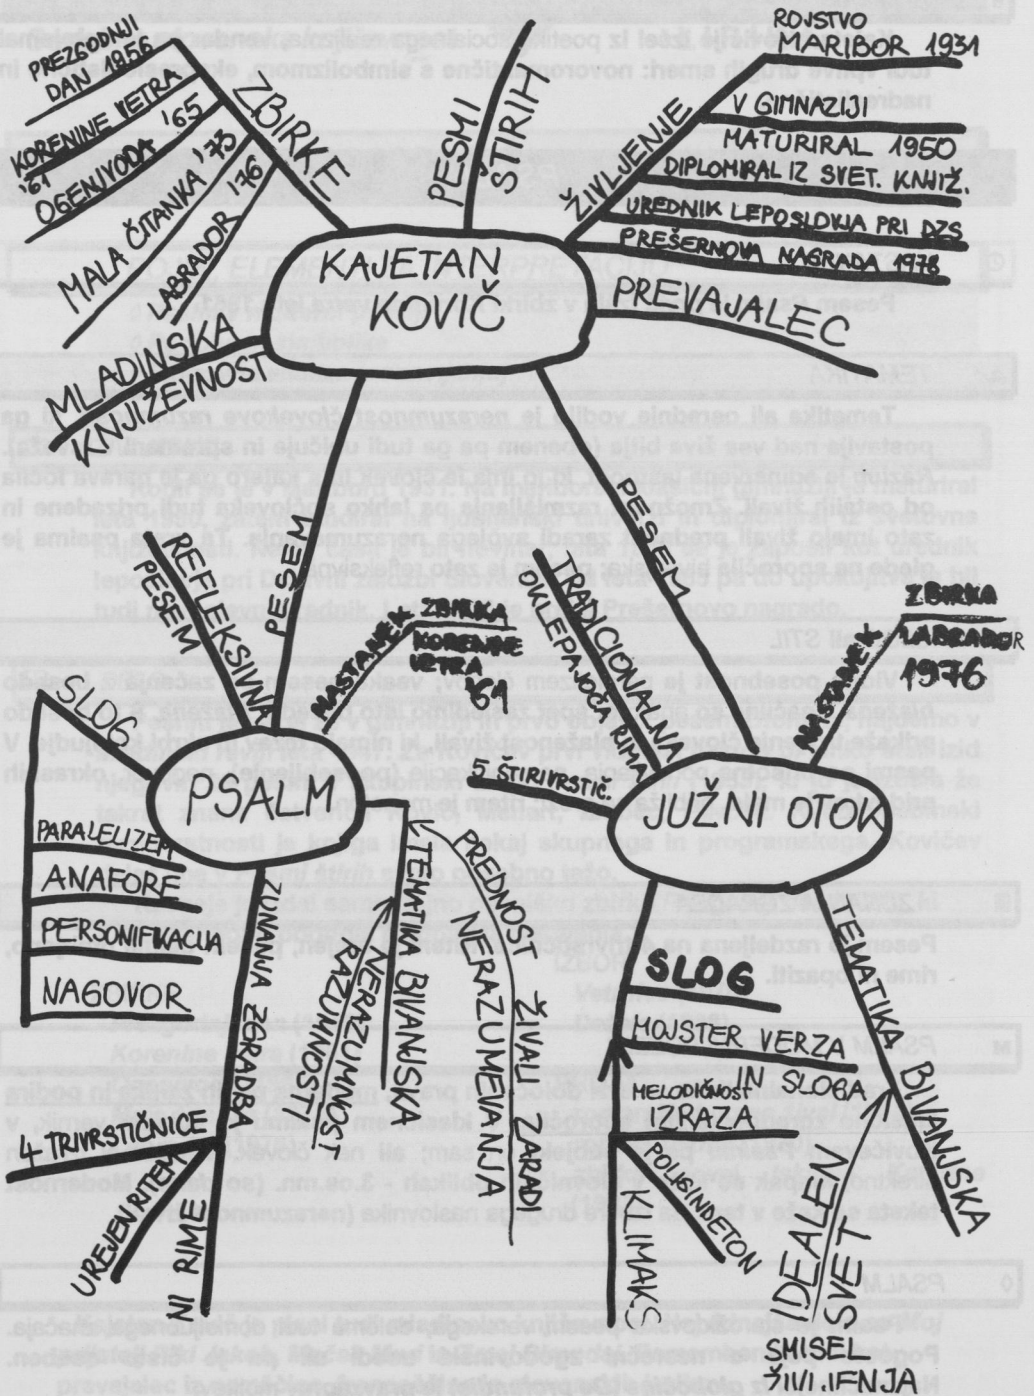 KAJETAN
KOVIČ
ZBIRKE
PREZGODNJI
DAN 1956
KORENINE VETRA
'61
OGENJVODA '65
MALA ČITANKA '73
LABRADOR '76
PESMI
ŠTIRIH
ŽIVLJENJE
ROJSTVO
MARIBOR 1931
V GIMNAZIJI
MATURIRAL 1950
DIPLOMIRAL IZ SVET. KNJIŽ.
UREDNIK LEPOSLOVJA PRI DZS
PREŠERNOVA NAGRADA 1978
PREVAJALEC
MLADINSKA
KNJIŽEVNOST
PESEM
PSALM
REFLEKSIVNA
PESEM
NASTANEK
ZBIRKA
KORENINE
VETRA
SLOG
PARALELIZEM
ANAFORE
PERSONIFIKACIJA
NAGOVOR
ZUNANJA ZGRADBA
4 TRIVRSTIČNICE
UREJEN RITEM
IN
RIME
TEMATIKA BIVANJSKA
NERAZUMNOST
RAZUMNOSTI
PREDNOST ŽIVALI ZARADI
NERAZUMEVANJA
PESEM
JUŽNI OTOK
TRADICIONALNA
OKLEPAJOČA RIMA
5 ŠTIRIVRSTIČ.
NASTANEK
ZBIRKA
LABRADOR
1976
SLOG
MOJSTER VERZA
IN SLOGA
MELODIČNOST
IZRAZA
POLISINDETON
KLIMAKS
TEMATIKA BIVANJSKA
IDEALEN
SVET
SMISEL
ŽIVLJENJA